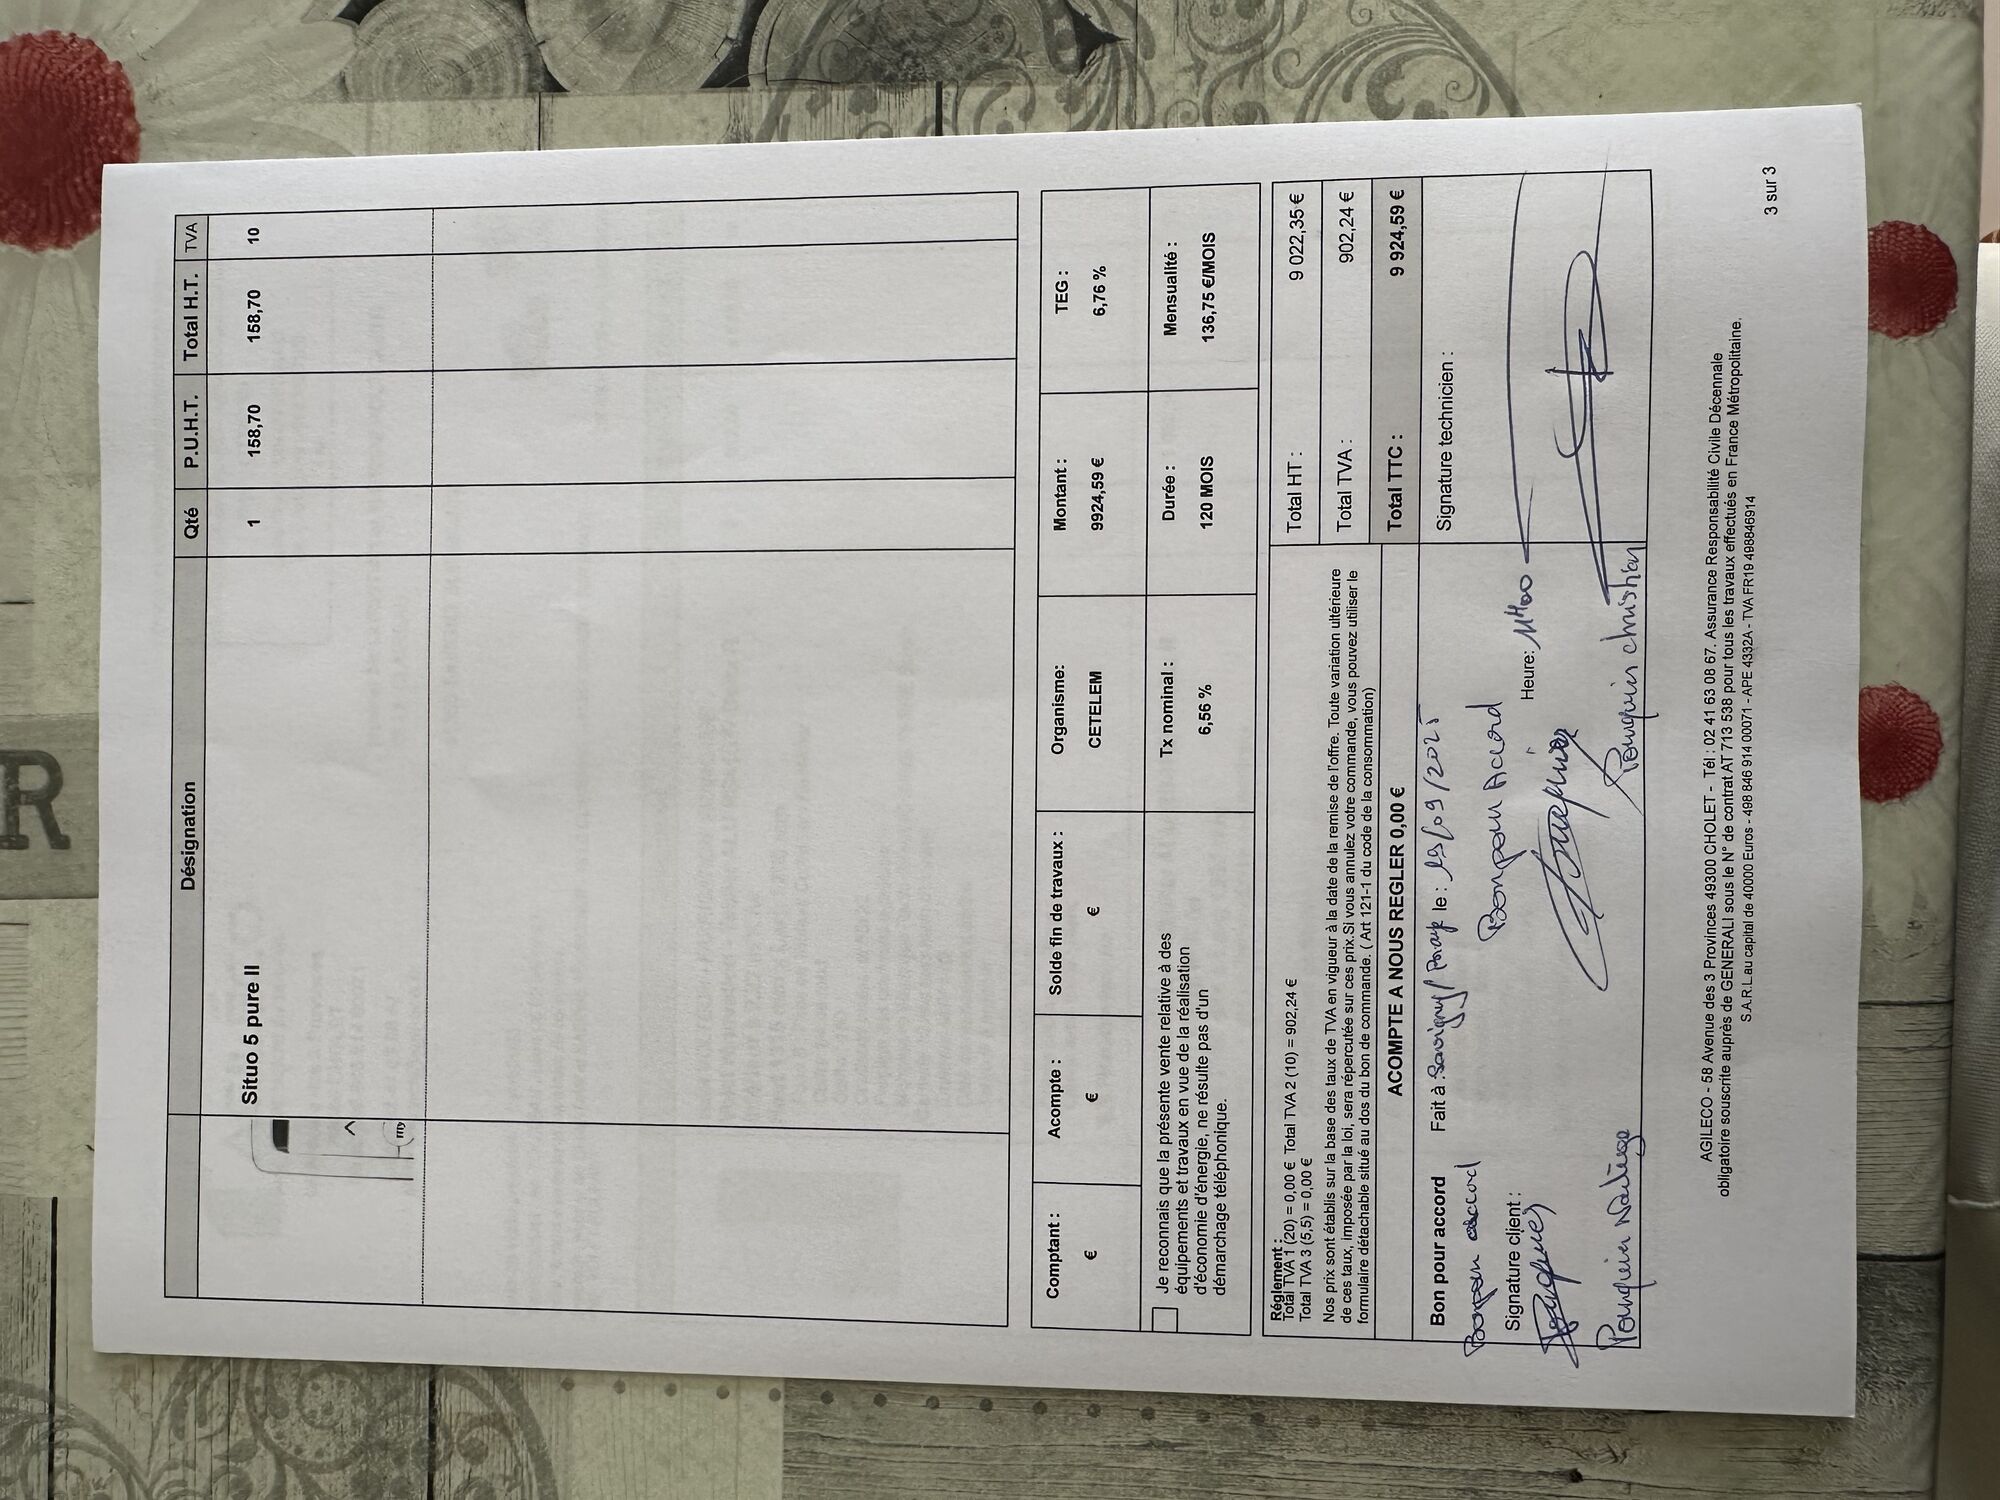 Désignation Qté P.U.H.T. Total H.T. TVA
Situo 5 pure II 1 158,70 158,70 10
my
Comptant : Acompte : Solde fin de travaux : Organisme: Montant : TEG :
€ € € CETELEM 9924,59 € 6,76 %
Je reconnais que la présente vente relative à des
équipements et travaux en vue de la réalisation
d'économie d'énergie, ne résulte pas d'un
démarchage téléphonique.
Tx nominal : Durée : Mensualité :
6,56 % 120 MOIS 136,75 €/MOIS
Réglement :
Total TVA 1 (20) = 0,00 € Total TVA 2 (10) = 902,24 €
Total TVA 3 (5,5) = 0,00 €
Nos prix sont établis sur la base des taux de TVA en vigueur à la date de la remise de l'offre. Toute variation ultérieure
de ces taux, imposée par la loi, sera répercutée sur ces prix.Si vous annulez votre commande, vous pouvez utiliser le
formulaire détachable situé au dos du bon de commande. ( Art 121-1 du code de la consommation)
Total HT : 9 022,35 €
Total TVA : 902,24 €
Total TTC : 9 924,59 €
ACOMPTE A NOUS REGLER 0,00 €
Bon pour accord Fait à : Savigny/ le : 19/09/2025
Signature technicien :
Bon pour accord
Bon pour Accord
Signature client : Heure: 11H00
Christian
AGILECO - 58 Avenue des 3 Provinces 49300 CHOLET - Tél : 02 41 63 08 67. Assurance Responsabilité Civile Décennale
obligatoire souscrite auprès de GENERALI sous le N° de contrat AT 713 538 pour tous les travaux effectués en France Métropolitaine.
S.A.R.L au capital de 40000 Euros - 498 846 914 00071 - APE 4332A - TVA FR19 498846914
3 sur 3
R